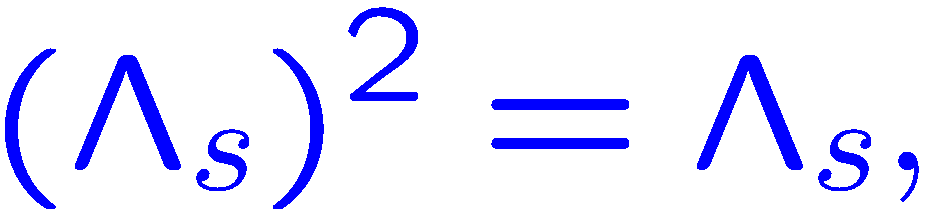 (Λₛ)² = Λₛ,